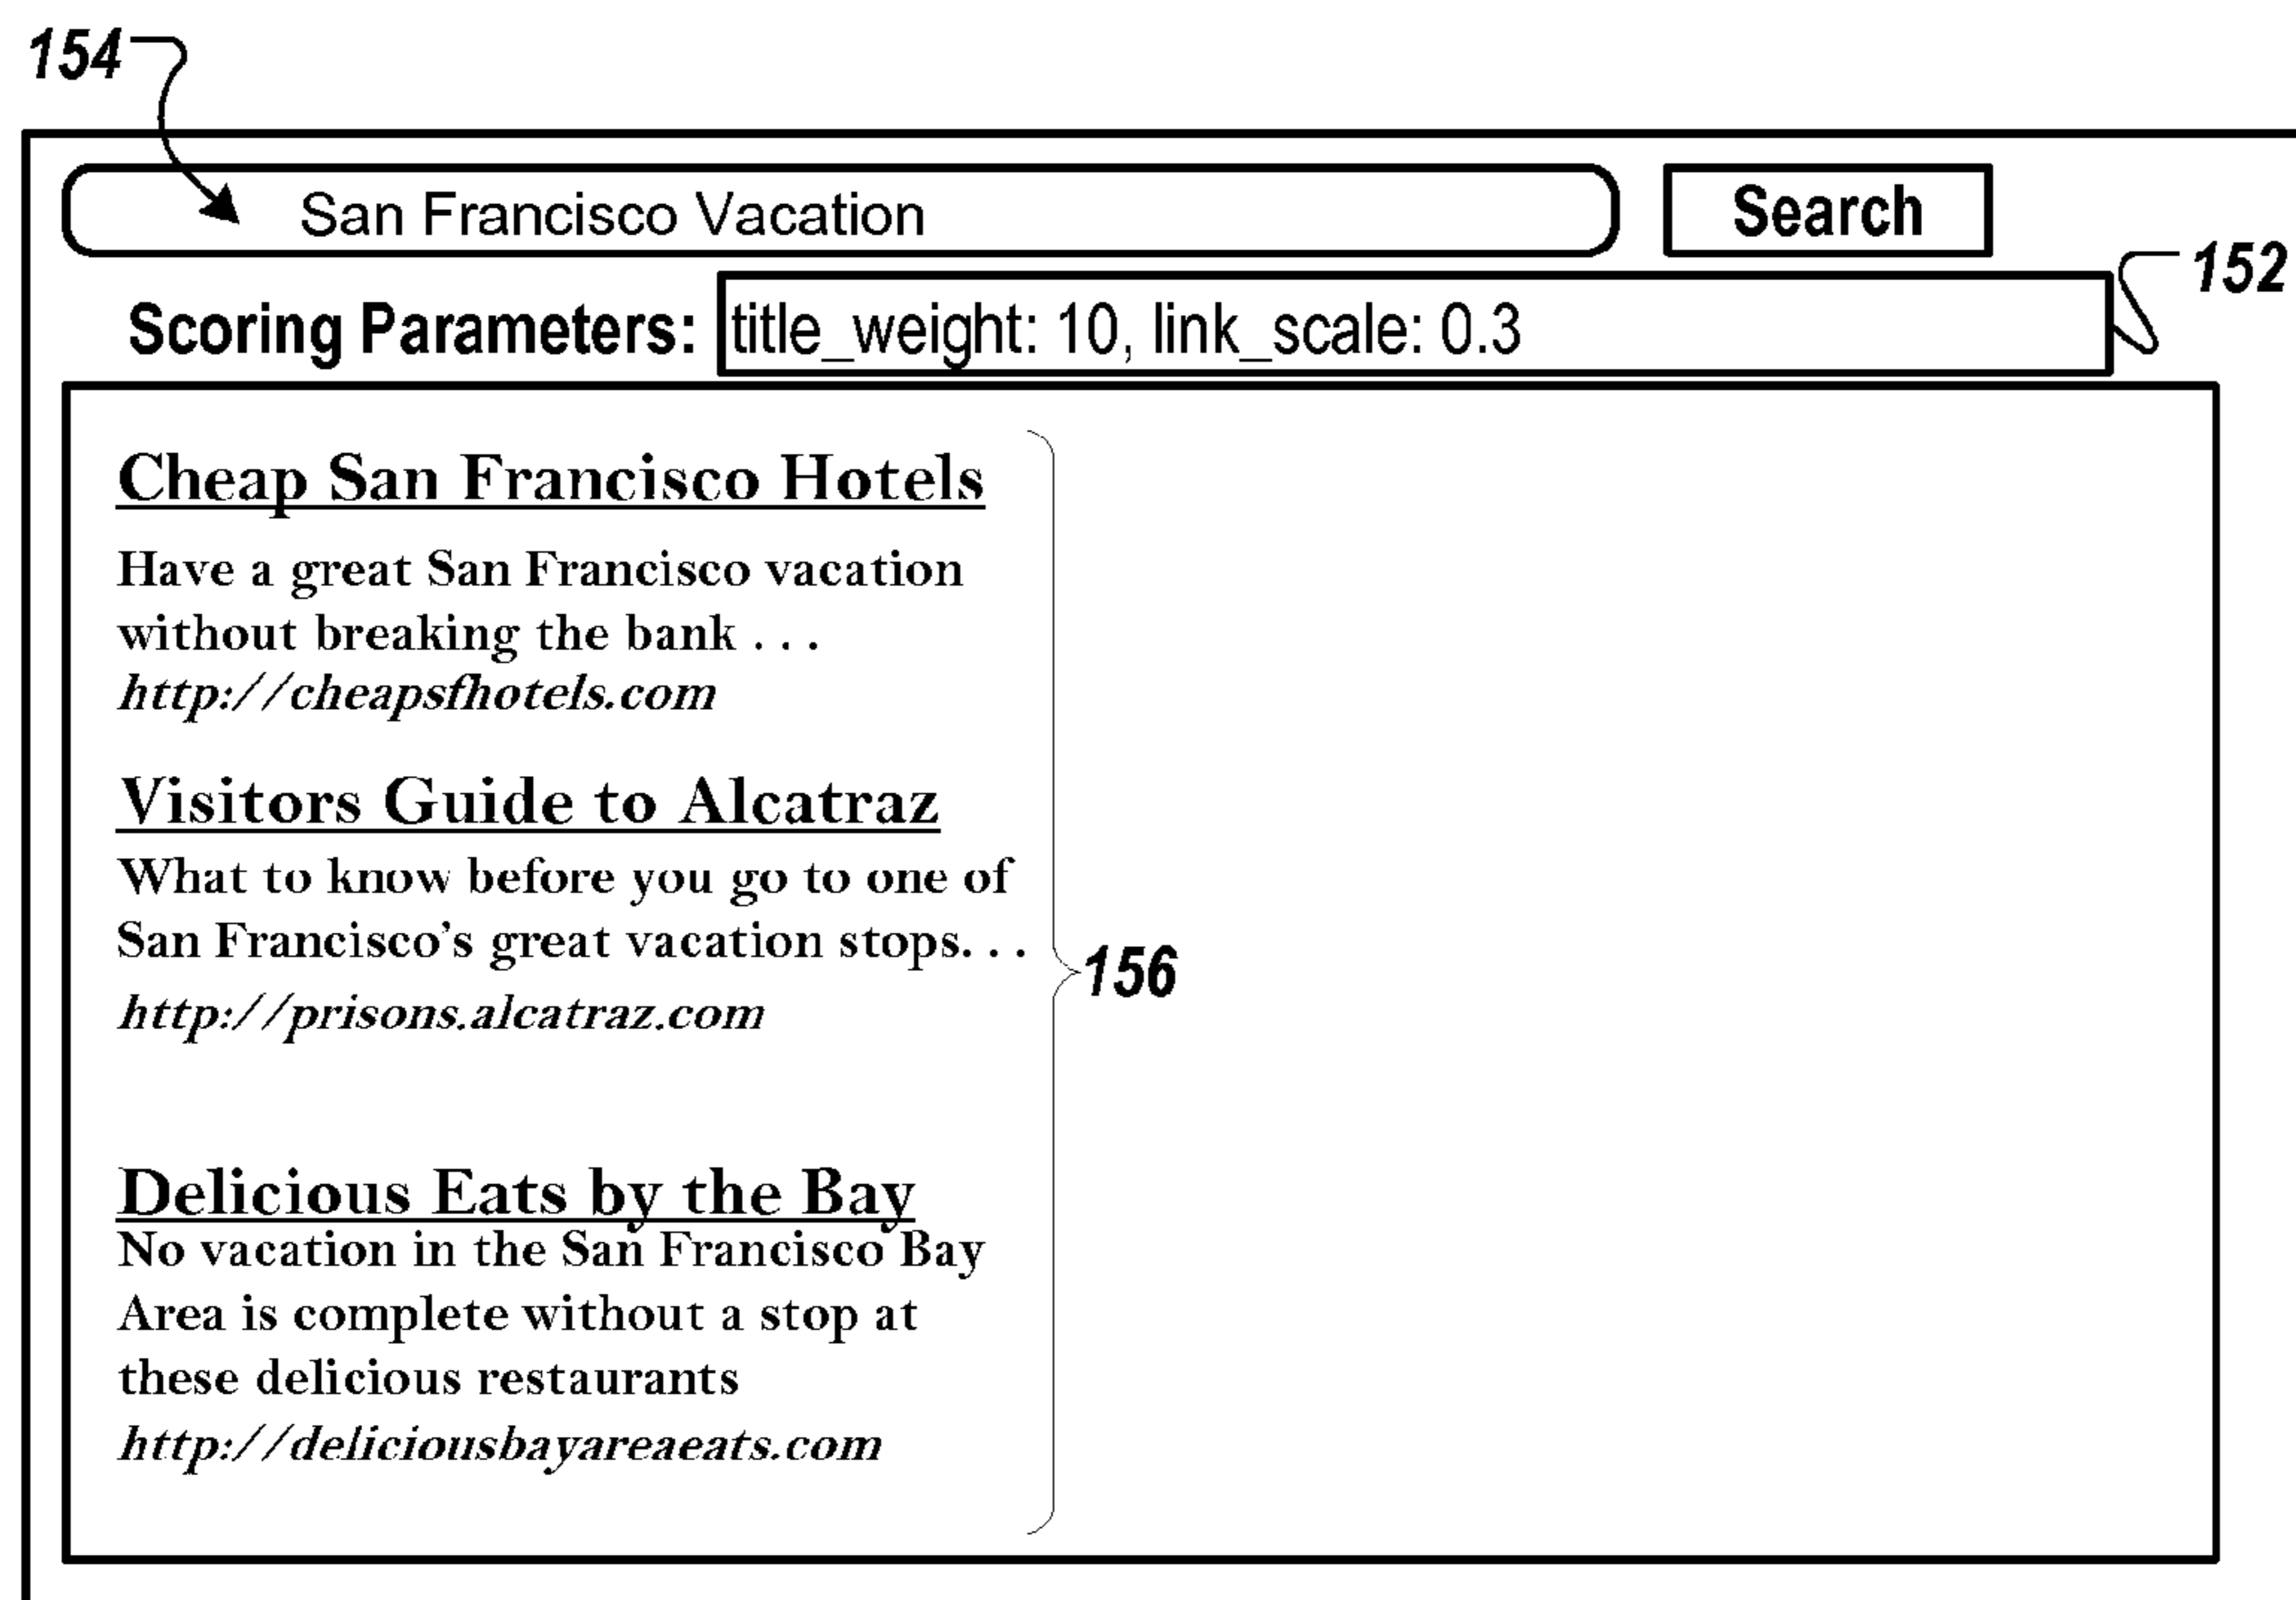 154
San Francisco Vacation
Search
152
Scoring Parameters: title_weight: 10, link_scale: 0.3
Cheap San Francisco Hotels
Have a great San Francisco vacation
without breaking the bank . . .
http://cheapsfhotels.com
Visitors Guide to Alcatraz
What to know before you go to one of
San Francisco’s great vacation stops. . .
156
http://prisons.alcatraz.com
Delicious Eats by the Bay
No vacation in the San Francisco Bay
Area is complete without a stop at
these delicious restaurants
http://deliciousbayareaeats.com